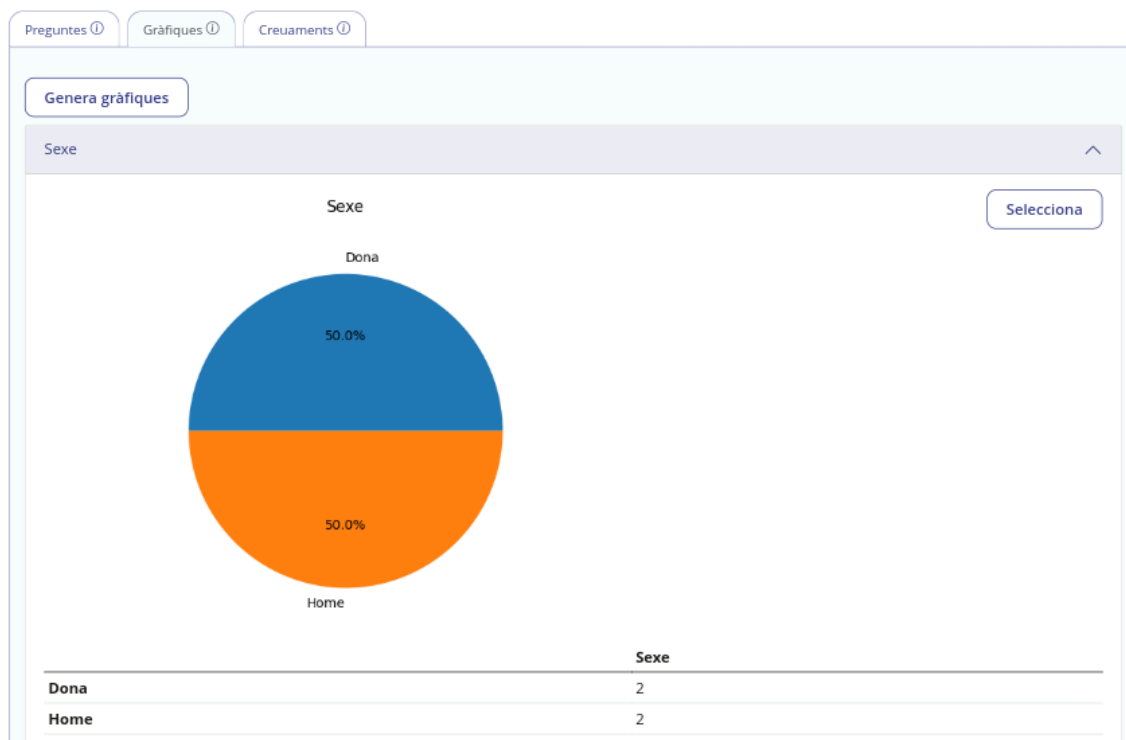 Preguntes ⓘ Gràfiques ⓘ Creuaments ⓘ
Genera gràfiques
Sexe
Sexe
Selecciona
Dona
50.0%
50.0%
Home
Sexe
Dona 2
Home 2